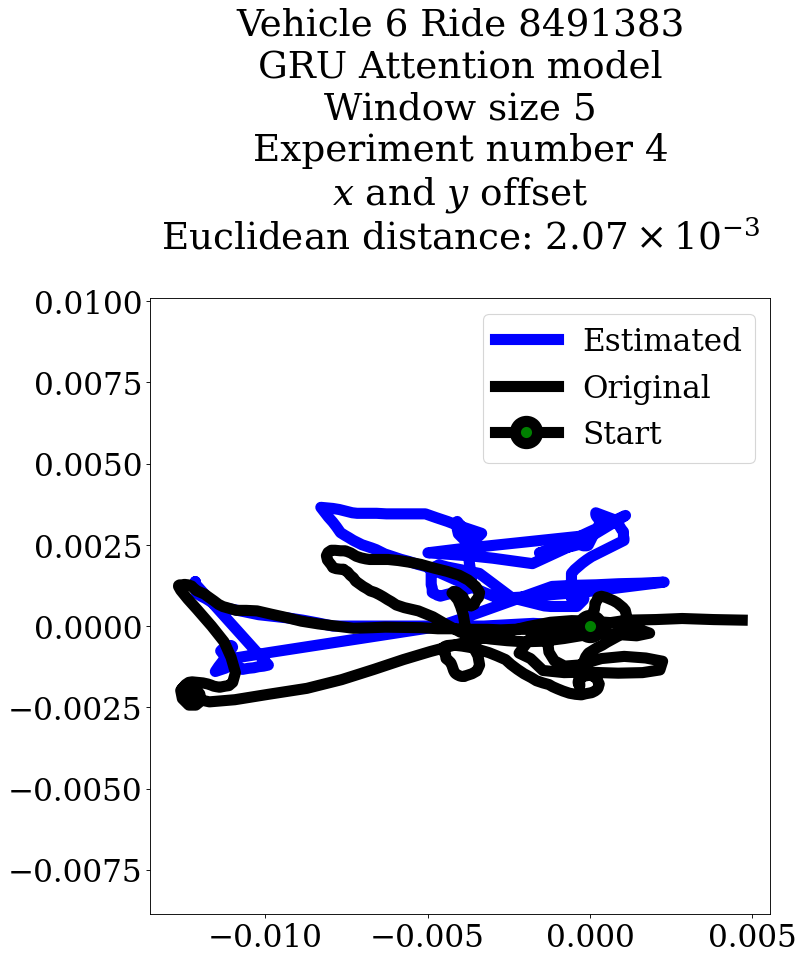 Vehicle 6 Ride 8491383
GRU Attention model
Window size 5
Experiment number 4
x and y offset
Euclidean distance: 2.07 × 10⁻³
0.0100
0.0075
0.0050
0.0025
0.0000
−0.0025
−0.0050
−0.0075
Estimated
Original
Start
−0.010 −0.005 0.000 0.005